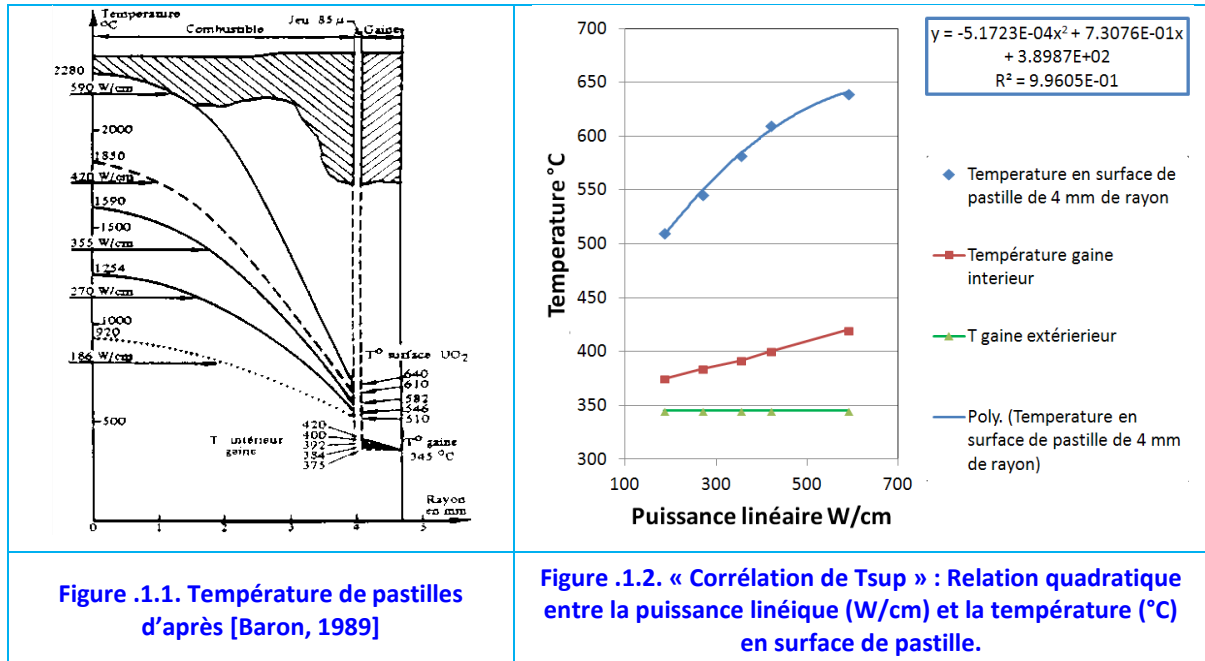 Température
°C
Jeu 85 µ
Combustible
Gaine
2280
590 W/cm
2000
1850
420 W/cm
1590
1500
355 W/cm
1254
270 W/cm
1000
920
186 W/cm
T° surface UO₂
640
610
582
546
510
500
420
400
392
384
375
T intérieur
gaine
T° gaine
345 °C
Rayon
en mm
0 1 2 3 4 5
Figure .1.1. Température de pastilles
d’après [Baron, 1989]
700
650
600
550
500
450
400
350
300
100 300 500 700
Temperature °C
Puissance linéaire W/cm
y = -5.1723E-04x² + 7.3076E-01x
+ 3.8987E+02
R² = 9.9605E-01
Temperature en surface de
pastille de 4 mm de rayon
Température gaine
interieur
T gaine extérierieur
Poly. (Temperature en
surface de pastille de 4 mm
de rayon)
Figure .1.2. « Corrélation de Tsup » : Relation quadratique
entre la puissance linéique (W/cm) et la température (°C)
en surface de pastille.